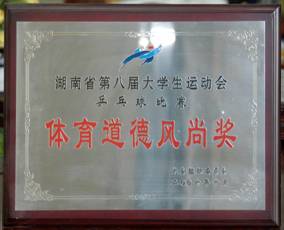 湖南省第八届大学生运动会
乒乓球比赛
体育道德风尚奖